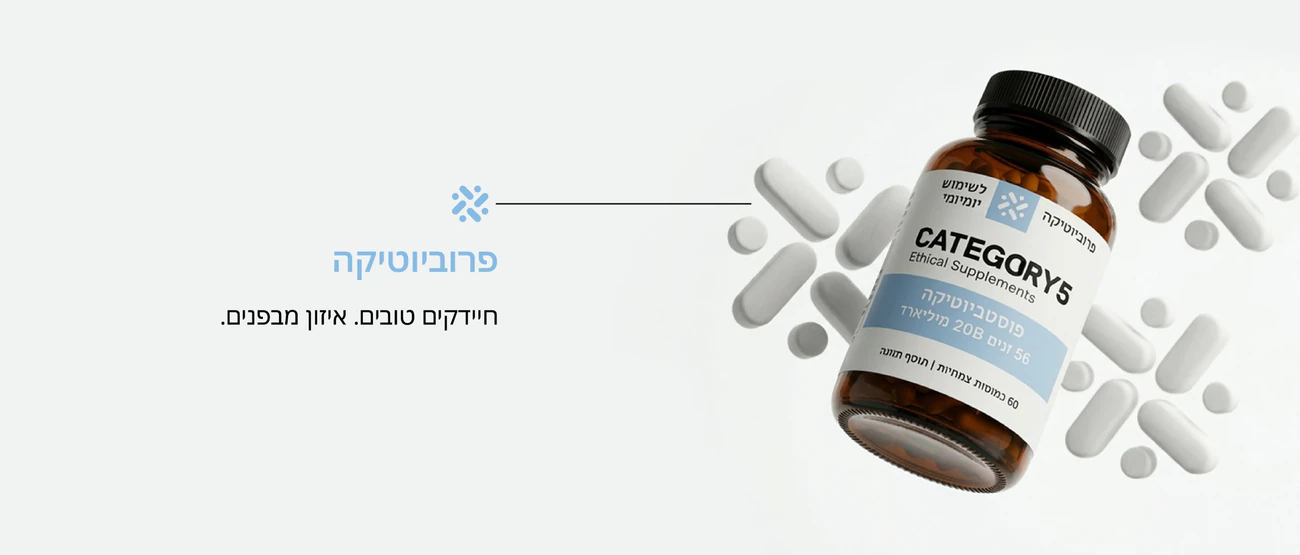 פרוביוטיקה
חיידקים טובים. איזון מבפנים.
פרוביוטיקה
לשימוש
יומיומי
CATEGORY5
Ethical Supplements
פוסטביוטיקה
56 זנים 20B מיליארד
60 כמוסות צמחיות | תוסף תזונה